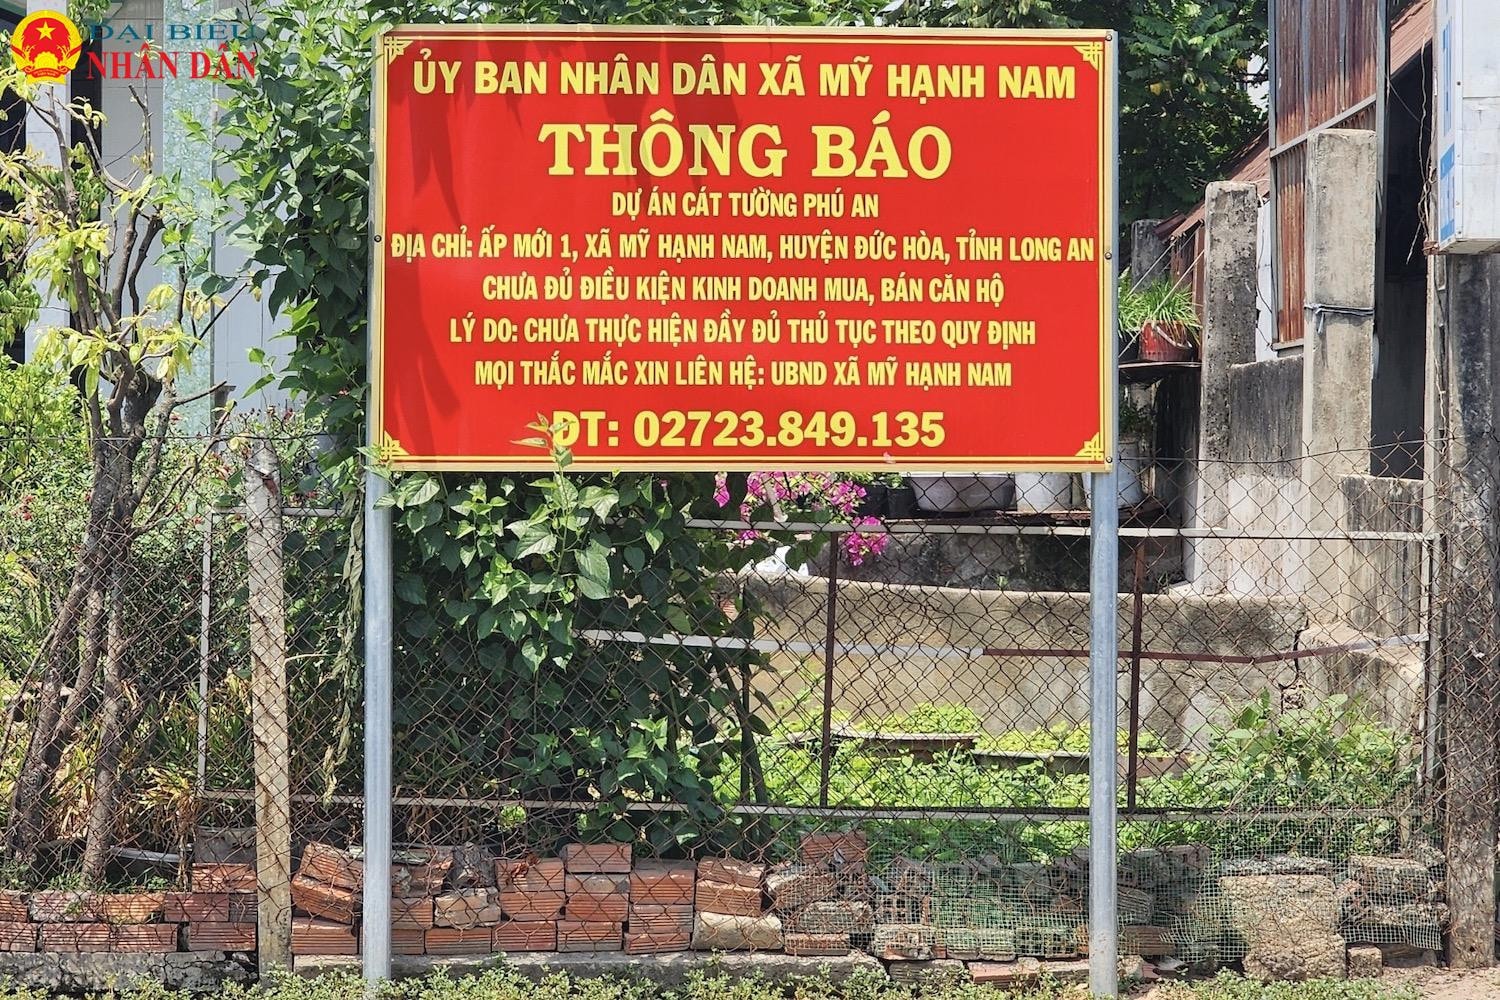 ĐẠI BIỂU
NHÂN DÂN
ỦY BAN NHÂN DÂN XÃ MỸ HẠNH NAM
THÔNG BÁO
DỰ ÁN CÁT TƯỜNG PHÚ AN
ĐỊA CHỈ: ẤP MỚI 1, XÃ MỸ HẠNH NAM, HUYỆN ĐỨC HÒA, TỈNH LONG AN
CHƯA ĐỦ ĐIỀU KIỆN KINH DOANH MUA, BÁN CĂN HỘ
LÝ DO: CHƯA THỰC HIỆN ĐẦY ĐỦ THỦ TỤC THEO QUY ĐỊNH
MỌI THẮC MẮC XIN LIÊN HỆ: UBND XÃ MỸ HẠNH NAM
ĐT: 02723.849.135